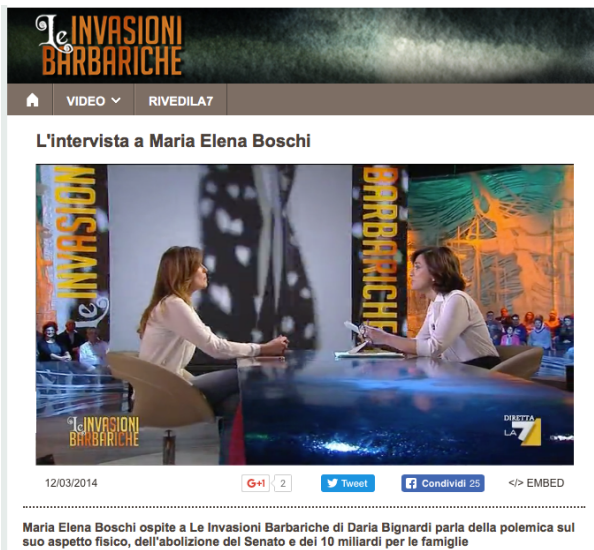 Le INVASIONI
BARBARICHE
VIDEO
RIVEDILA7
L'intervista a Maria Elena Boschi
Le INVASIONI
BARBARICHE
Le INVASIONI
BARBARICHE
DIRETTA
LA7
12/03/2014
G+1
2
Tweet
Condividi 25
</> EMBED
Maria Elena Boschi ospite a Le Invasioni Barbariche di Daria Bignardi parla della polemica sul
suo aspetto fisico, dell'abolizione del Senato e dei 10 miliardi per le famiglie